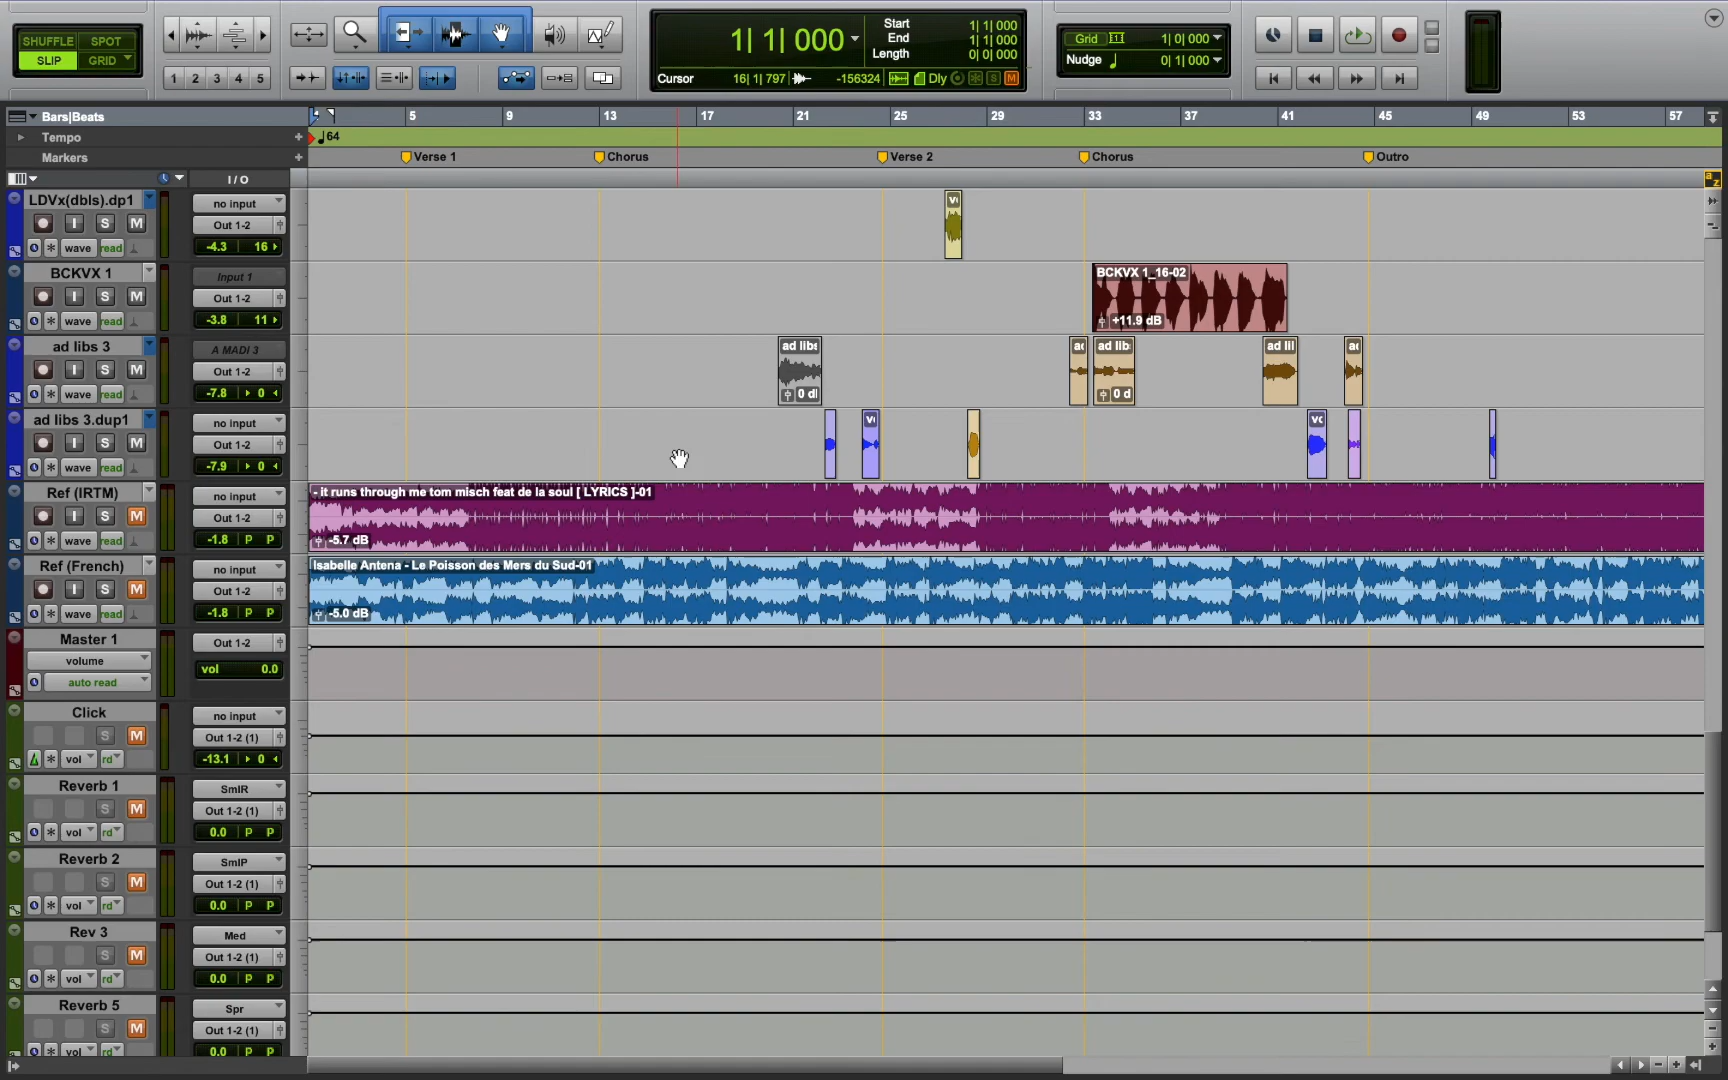 SHUFFLE SPOT
SLIP GRID
1 2 3 4 5
1| 1| 000
Start 1| 1| 000
End 1| 1| 000
Length 0| 0| 000
Cursor 16| 1| 797 -156324 Dly S M
Grid 1| 0| 000
Nudge 0| 1| 000
Bars|Beats 5 9 13 17 21 25 29 33 37 41 45 49 53 57
Tempo + 64
Markers + Verse 1 Chorus Verse 2 Chorus Outro
I / O
a z
LDVx(dbls).dp1 no input
I S M Out 1-2
wave read -4.3 16
BCKVX 1 Input 1 BCKVX 1_16-02
I S M Out 1-2
wave read -3.8 11 +11.9 dB
ad libs 3 A MADI 3 ad libs ad lib
I S M Out 1-2
wave read -7.8 0 0 d
ad libs 3.dup1 no input
I S M Out 1-2
wave read -7.9 0
Ref (IRTM) no input - it runs through me tom misch feat de la soul [ LYRICS ]-01
I S M Out 1-2
wave read -1.8 P P -5.7 dB
Ref (French) no input Isabelle Antena - Le Poisson des Mers du Sud-01
I S M Out 1-2
wave read -1.8 P P -5.0 dB
Master 1 Out 1-2
volume vol 0.0
auto read
Click no input
S M Out 1-2 (1)
vol rd -13.1 0
Reverb 1 SmlR
S M Out 1-2 (1)
vol rd 0.0 P P
Reverb 2 SmlP
S M Out 1-2 (1)
vol rd 0.0 P P
Rev 3 Med
S M Out 1-2 (1)
vol rd 0.0 P P
Reverb 5 Spr
S M Out 1-2 (1)
vol rd 0.0 P P